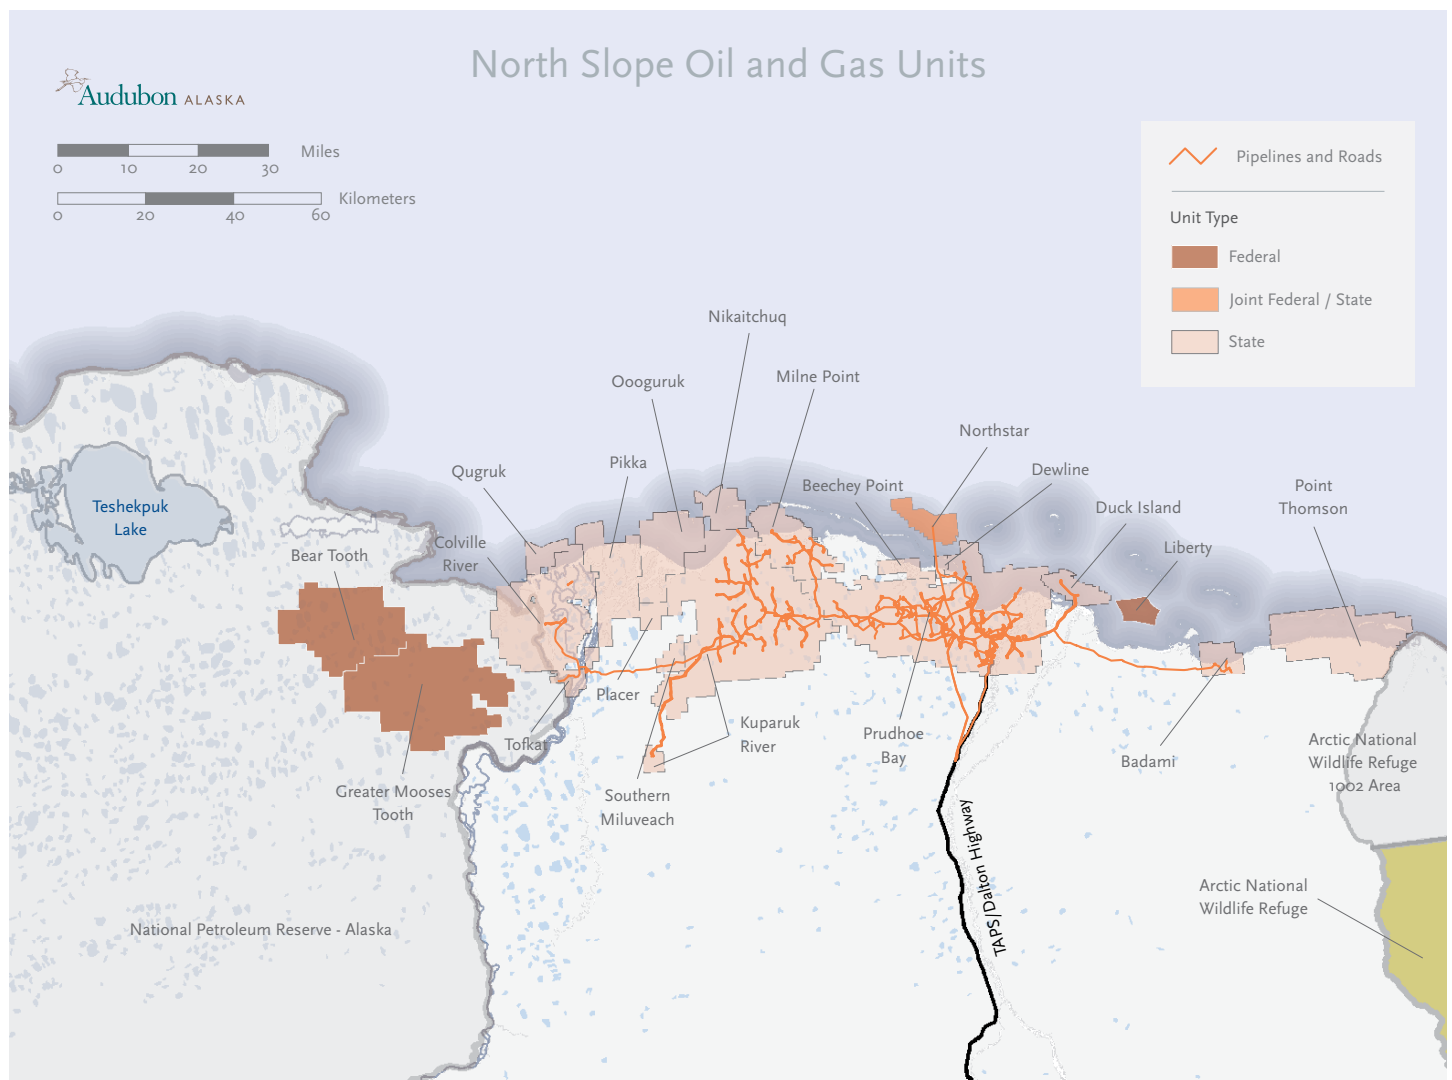 North Slope Oil and Gas Units
Audubon ALASKA
Miles
0 10 20 30
Kilometers
0 20 40 60
Pipelines and Roads
Unit Type
Federal
Joint Federal / State
State
Nikaitchuq
Oooguruk
Milne Point
Northstar
Qugruk
Pikka
Beechey Point
Dewline
Duck Island
Point
Thomson
Liberty
Teshekpuk
Lake
Bear Tooth
Colville
River
Placer
Tofkat
Kuparuk
River
Prudhoe
Bay
Badami
Arctic National
Wildlife Refuge
1002 Area
Greater Mooses
Tooth
Southern
Miluveach
TAPS/Dalton Highway
Arctic National
Wildlife Refuge
National Petroleum Reserve - Alaska